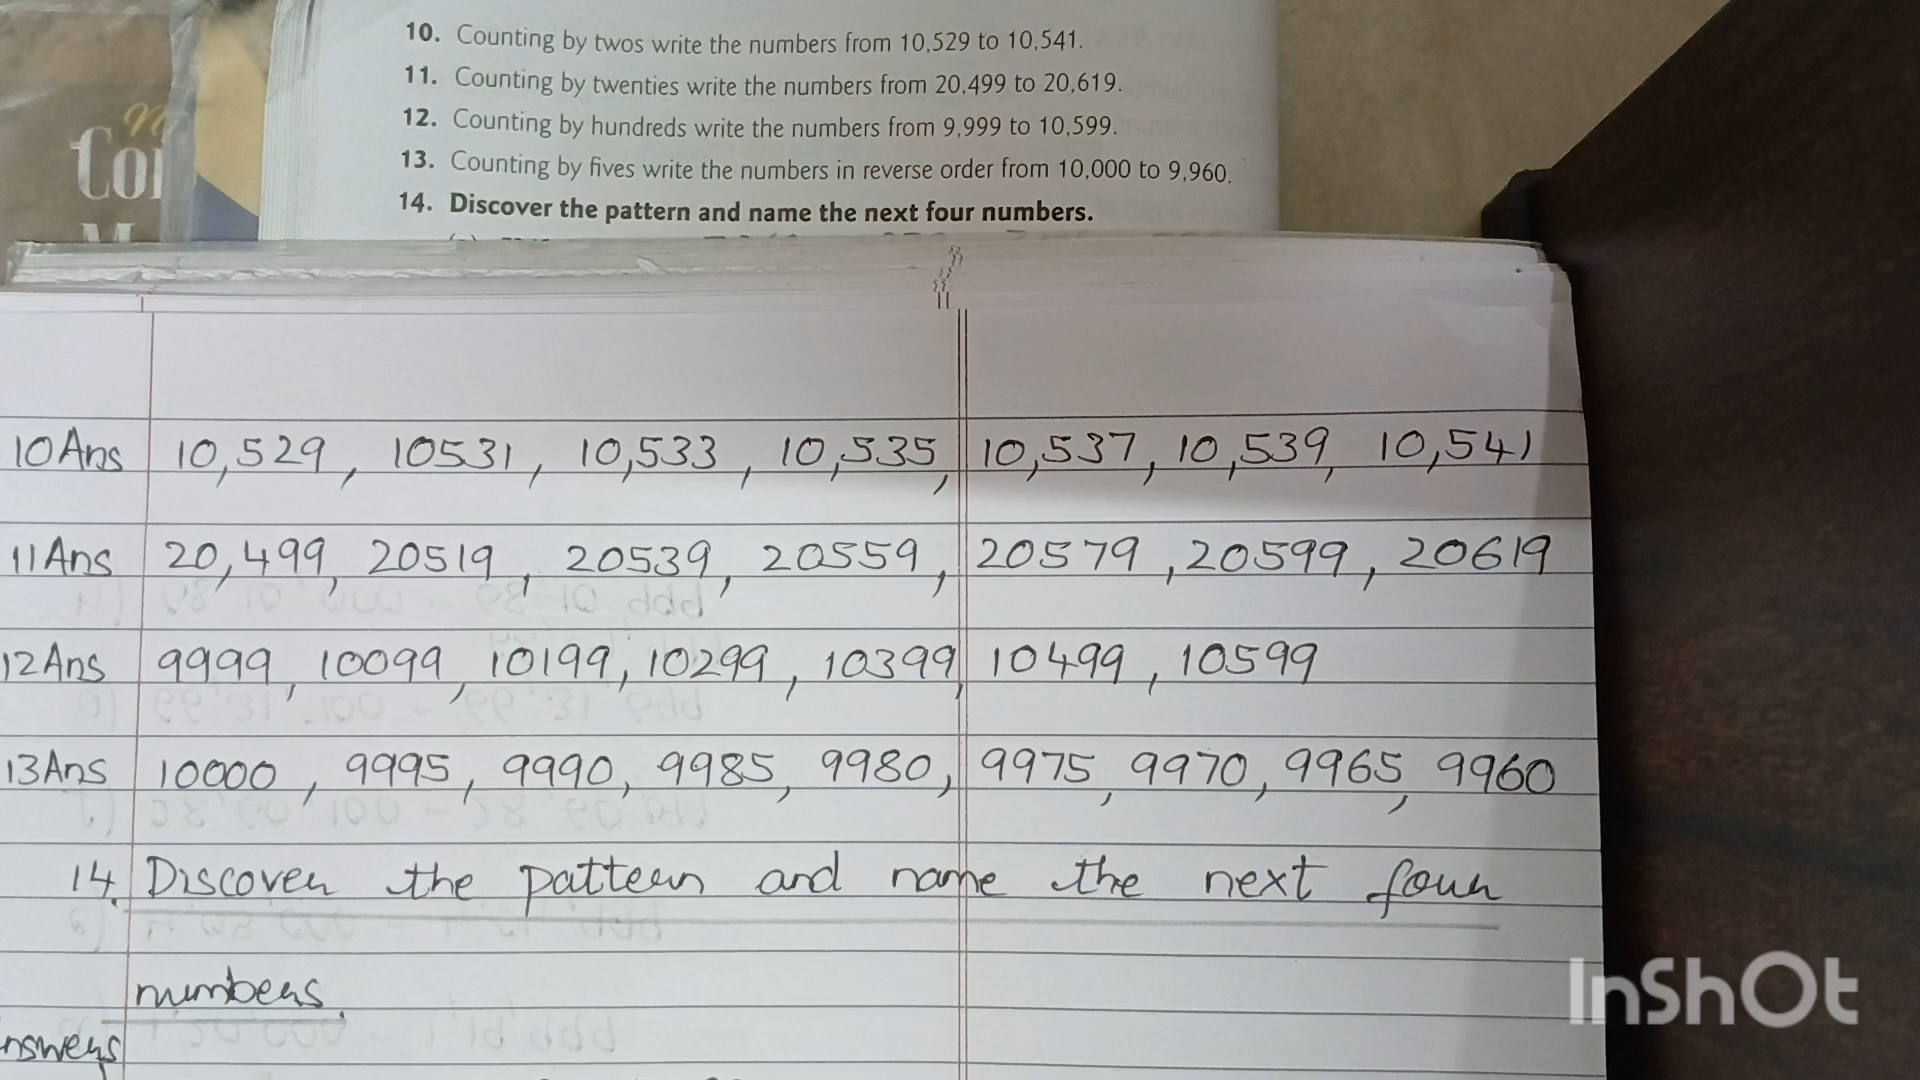 10. Counting by twos write the numbers from 10,529 to 10,541.
11. Counting by twenties write the numbers from 20,499 to 20,619.
12. Counting by hundreds write the numbers from 9,999 to 10,599.
13. Counting by fives write the numbers in reverse order from 10,000 to 9,960.
14. Discover the pattern and name the next four numbers.
10 Ans 10,529, 10531, 10,533, 10,535, 10,537, 10,539, 10,541
11 Ans 20,499, 20519, 20539, 20559, 20579, 20599, 20619
12 Ans 9999, 10099, 10199, 10299, 10399, 10499, 10599
13 Ans 10000, 9995, 9990, 9985, 9980, 9975, 9970, 9965, 9960
14. Discover the pattern and name the next four
numbers.
InShOt